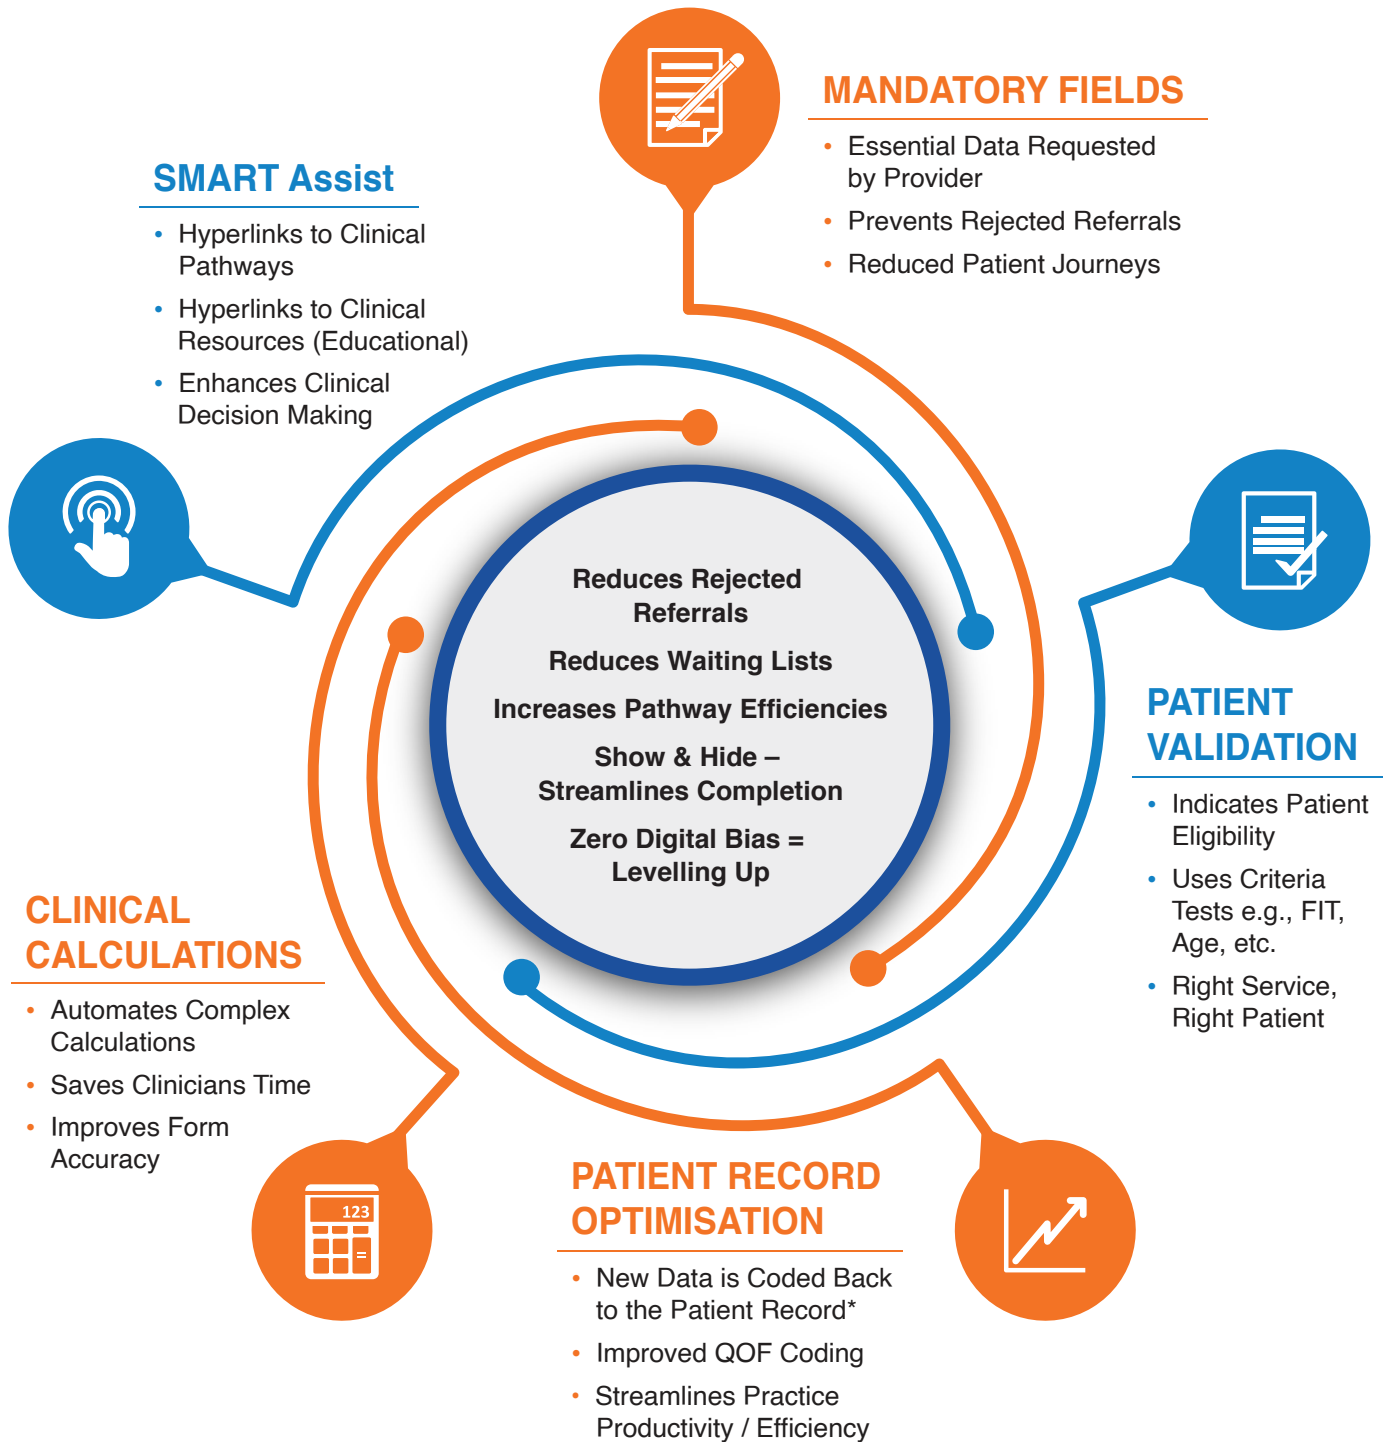 MANDATORY FIELDS
• Essential Data Requested
by Provider
• Prevents Rejected Referrals
• Reduced Patient Journeys
SMART Assist
• Hyperlinks to Clinical
Pathways
• Hyperlinks to Clinical
Resources (Educational)
• Enhances Clinical
Decision Making
Reduces Rejected
Referrals
Reduces Waiting Lists
Increases Pathway Efficiencies
Show & Hide –
Streamlines Completion
Zero Digital Bias =
Levelling Up
PATIENT
VALIDATION
• Indicates Patient
Eligibility
• Uses Criteria
Tests e.g., FIT,
Age, etc.
• Right Service,
Right Patient
CLINICAL
CALCULATIONS
• Automates Complex
Calculations
• Saves Clinicians Time
• Improves Form
Accuracy
123
=
PATIENT RECORD
OPTIMISATION
• New Data is Coded Back
to the Patient Record*
• Improved QOF Coding
• Streamlines Practice
Productivity / Efficiency